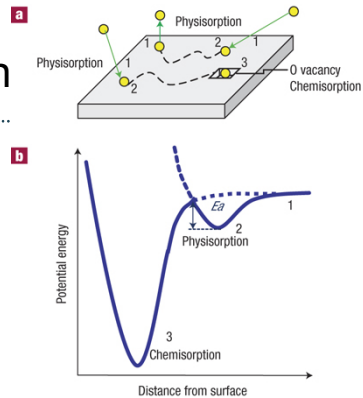 a
Physisorption
1
2
1
Physisorption
1
2
3
O vacancy
Chemisorption
n
...
b
Potential energy
Ea
1
2
Physisorption
3
Chemisorption
Distance from surface